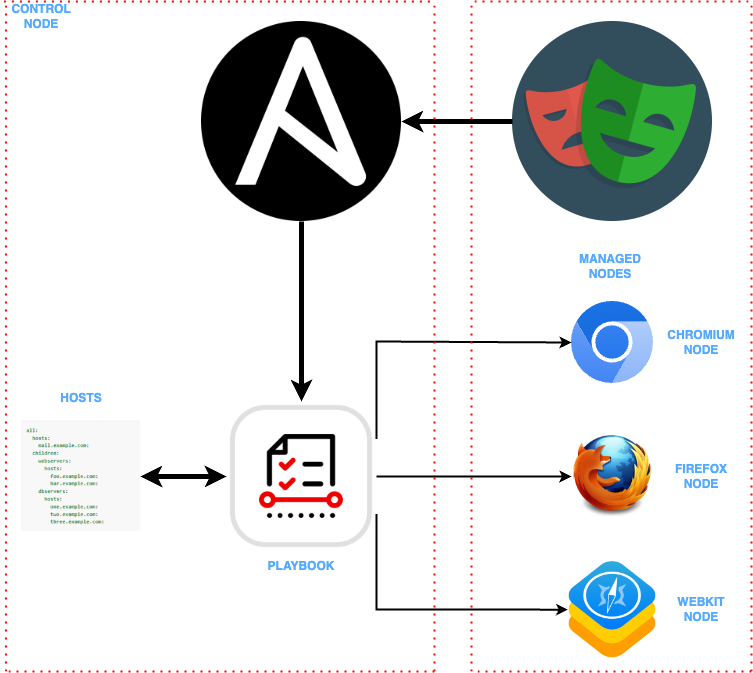 CONTROL
NODE
MANAGED
NODES
CHROMIUM
NODE
HOSTS
all:
hosts:
mail.example.com:
children:
webservers:
hosts:
foo.example.com:
bar.example.com:
dbservers:
hosts:
one.example.com:
two.example.com:
three.example.com:
FIREFOX
NODE
PLAYBOOK
WEBKIT
NODE